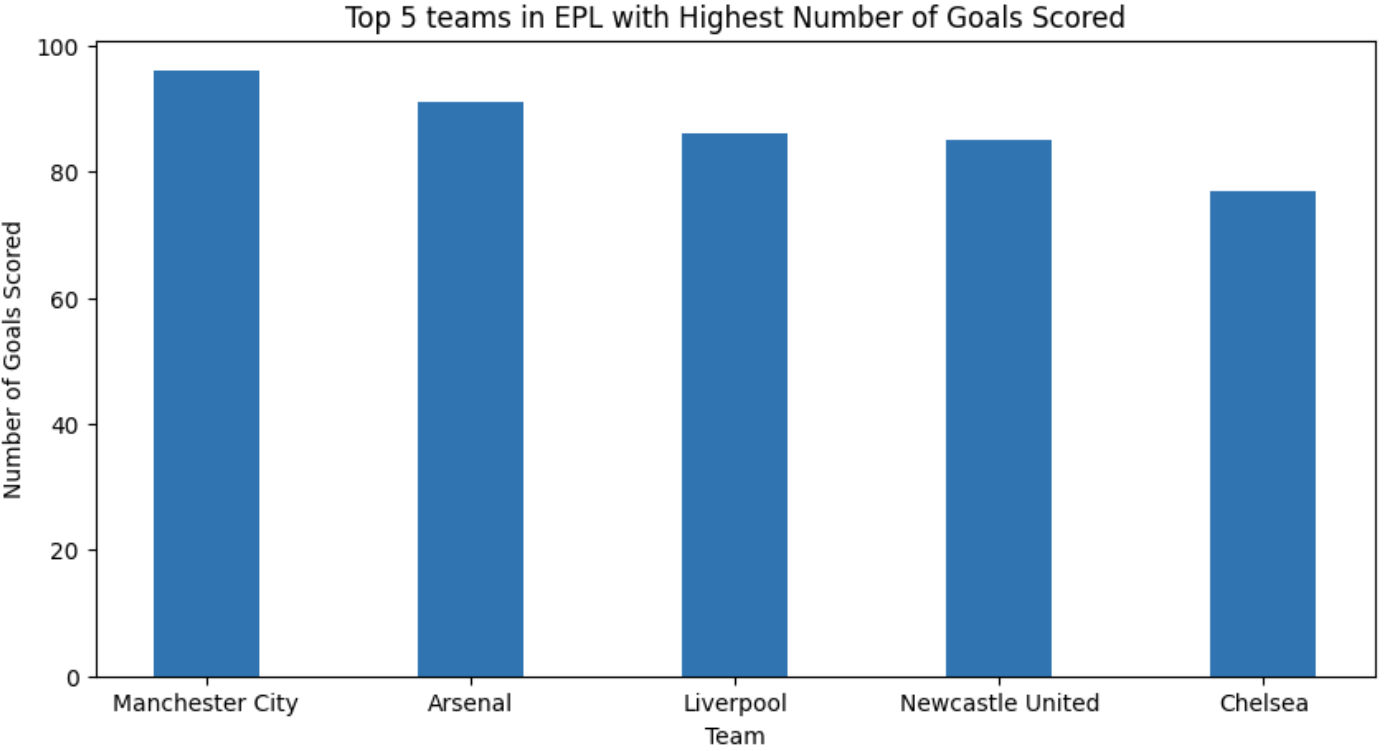 Top 5 teams in EPL with Highest Number of Goals Scored
Number of Goals Scored
100
80
60
40
20
0
Manchester City Arsenal Liverpool Newcastle United Chelsea
Team